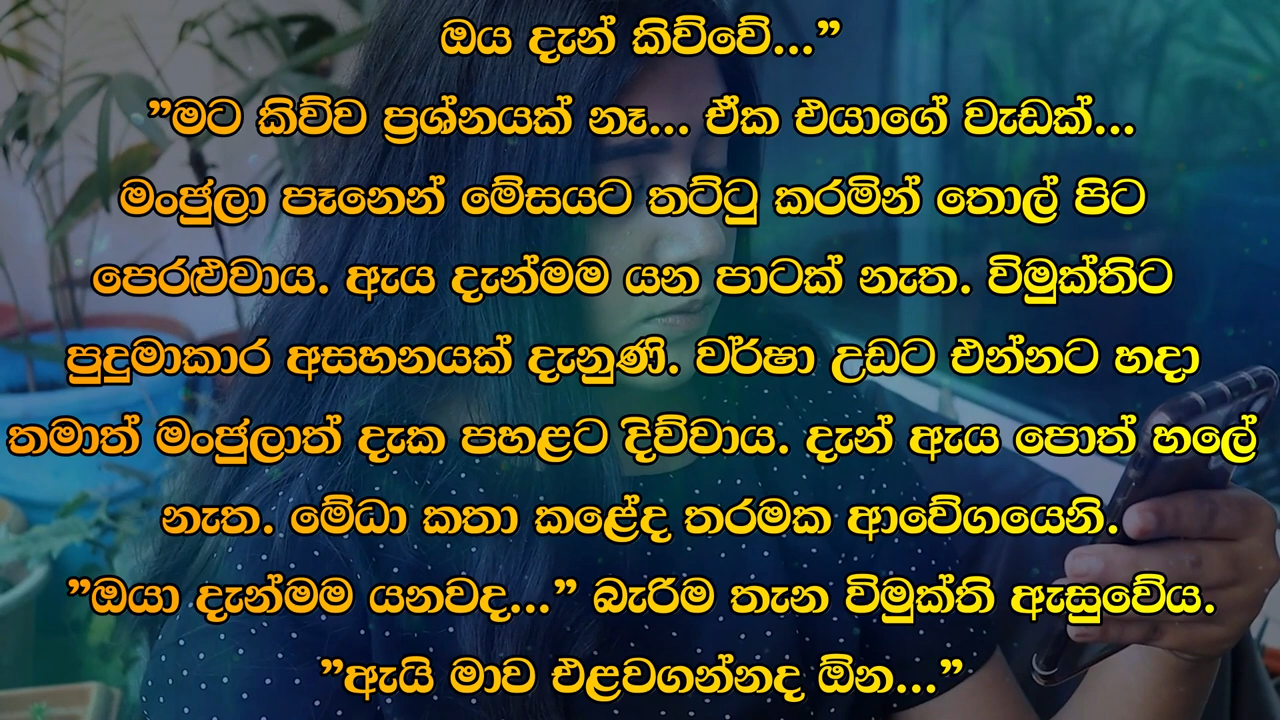 ඔය දැන් කිව්වේ...”
”මට කිව්ව ප්‍රශ්නයක් නෑ... ඒක එයාගේ වැඩක්...
මංජුලා පෑනෙන් මේසයට තට්ටු කරමින් තොල් පිට
පෙරළුවාය. ඇය දැන්මම යන පාටක් නැත. විමුක්තිට
පුදුමාකාර අසහනයක් දැනුණි. වර්ෂා උඩට එන්නට හදා
තමාත් මංජුලාත් දැක පහළට දිව්වාය. දැන් ඇය පොත් හලේ
නැත. මේධා කතා කළේද තරමක ආවේගයෙනි.
”ඔයා දැන්මම යනවද...” බැරිම තැන විමුක්ති ඇසුවේය.
”ඇයි මාව එළවගන්නද ඕන...”